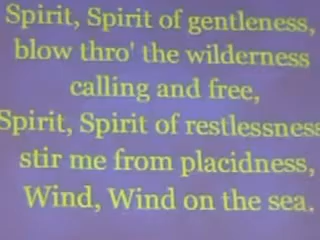 Spirit, Spirit of gentleness,
blow thro' the wilderness
calling and free,
Spirit, Spirit of restlessness
stir me from placidness,
Wind, Wind on the sea.